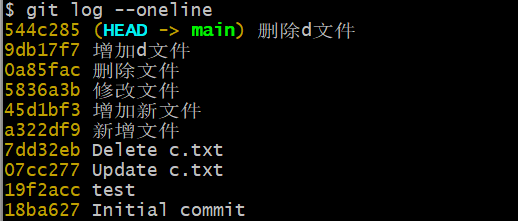 $ git log --oneline
544c285 (HEAD -> main) 删除d文件
9db17f7 增加d文件
0a85fac 删除文件
5836a3b 修改文件
45d1bf3 增加新文件
a322df9 新增文件
7dd32eb Delete c.txt
07cc277 Update c.txt
19f2acc test
18ba627 Initial commit